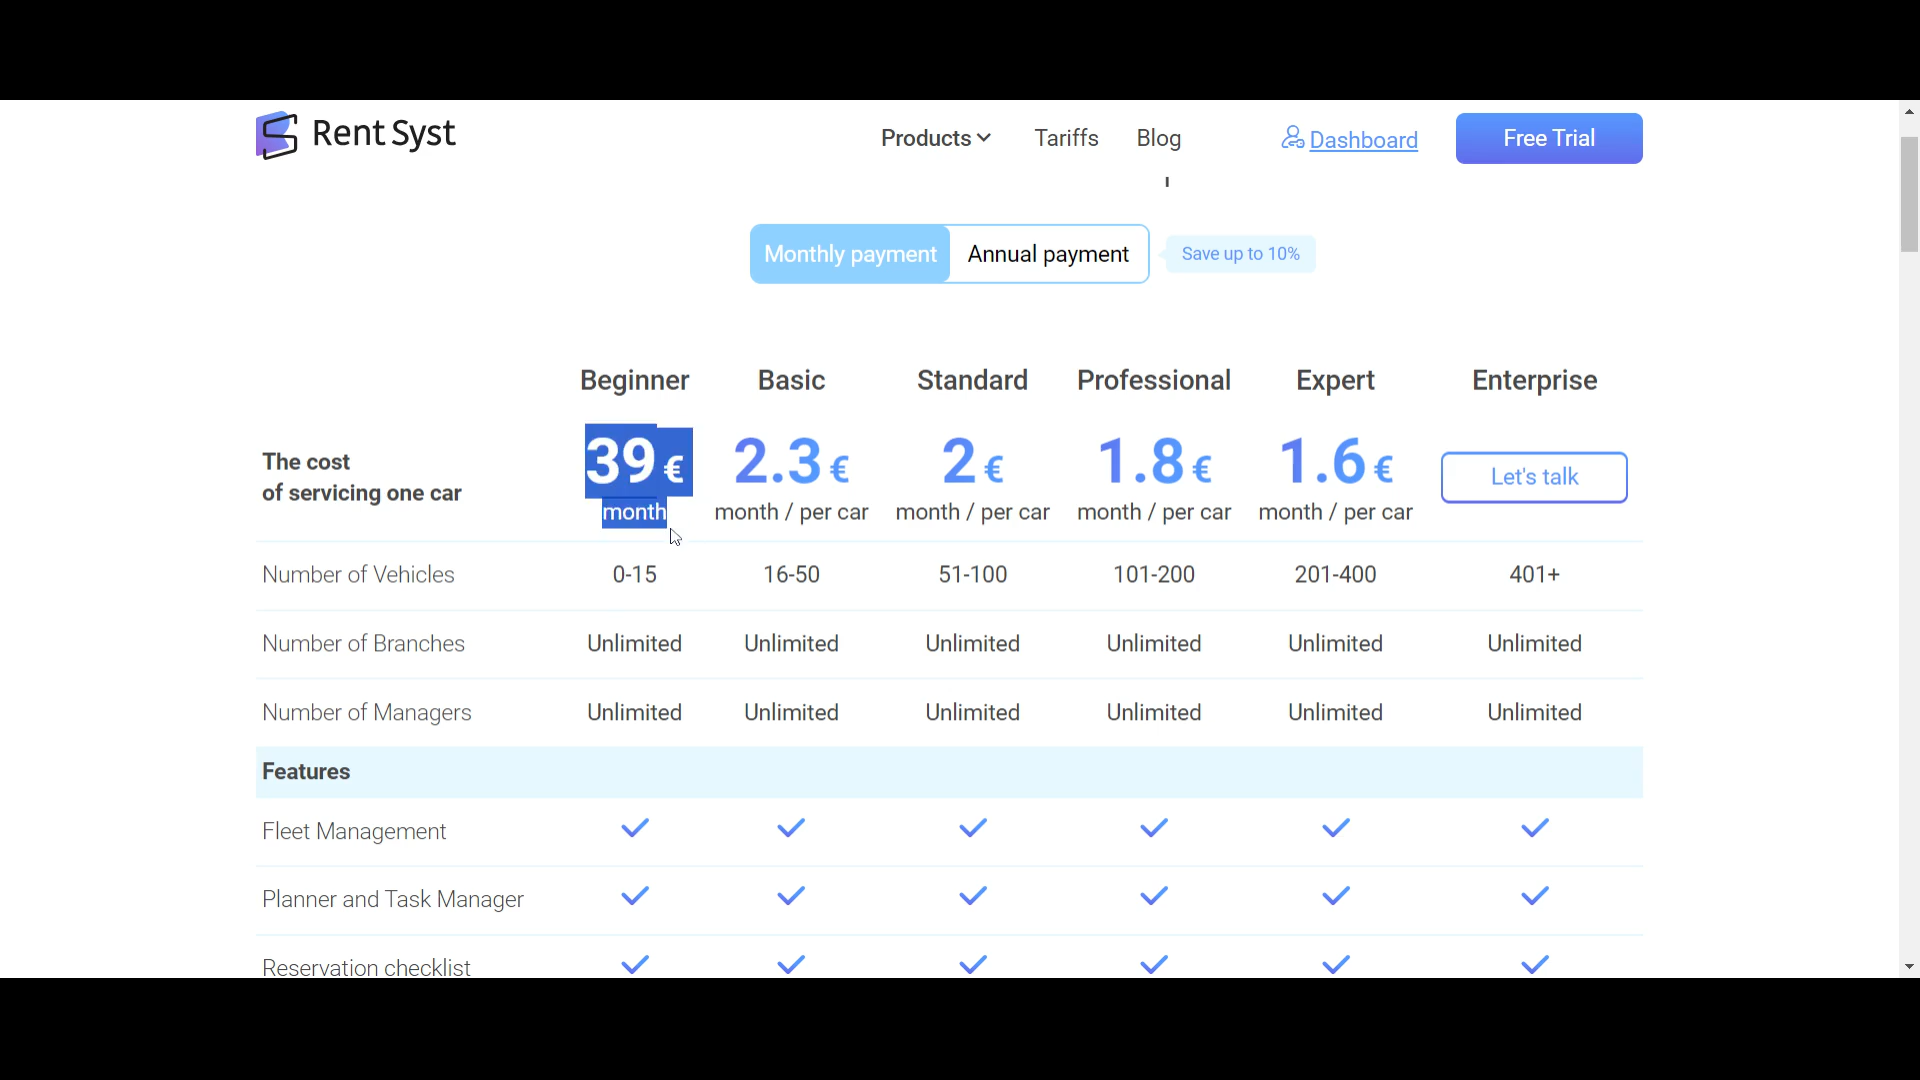 Rent Syst
Products Tariffs Blog Dashboard Free Trial
Monthly payment Annual payment Save up to 10%
Beginner Basic Standard Professional Expert Enterprise
The cost
of servicing one car
39 € 2.3 € 2 € 1.8 € 1.6 € Let's talk
month month / per car month / per car month / per car month / per car
Number of Vehicles 0-15 16-50 51-100 101-200 201-400 401+
Number of Branches Unlimited Unlimited Unlimited Unlimited Unlimited Unlimited
Number of Managers Unlimited Unlimited Unlimited Unlimited Unlimited Unlimited
Features
Fleet Management
Planner and Task Manager
Reservation checklist